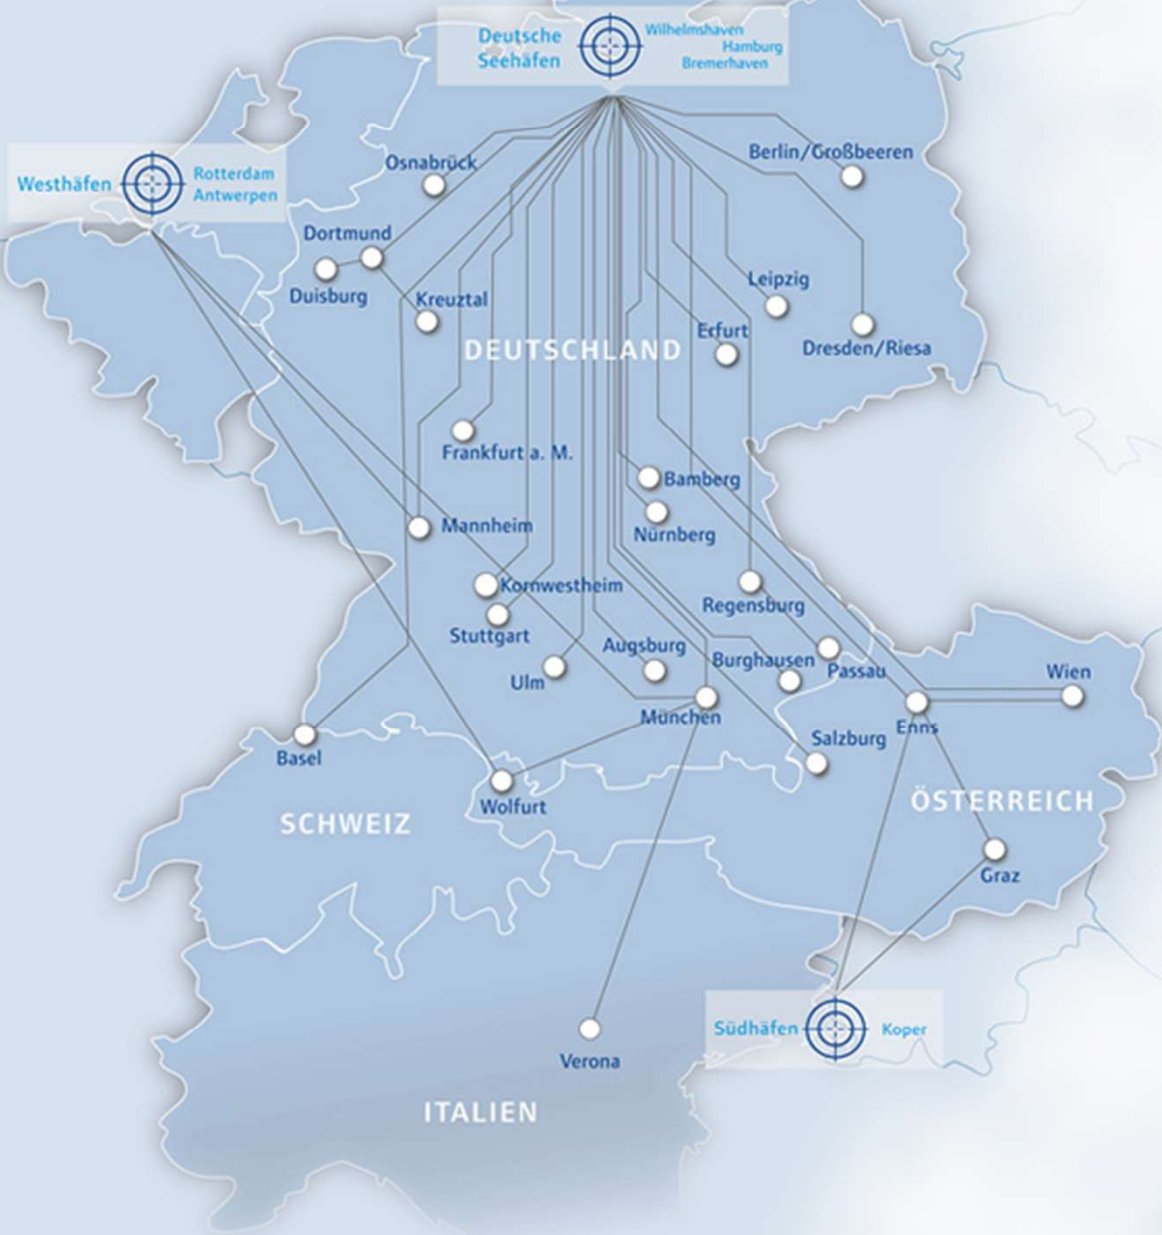 Deutsche
Seehäfen
Wilhelmshaven
Hamburg
Bremerhaven
Westhäfen
Rotterdam
Antwerpen
Osnabrück
Berlin/Großbeeren
Dortmund
Duisburg
Kreuztal
Leipzig
Erfurt
Dresden/Riesa
DEUTSCHLAND
Frankfurt a. M.
Bamberg
Mannheim
Nürnberg
Kornwestheim
Regensburg
Stuttgart
Augsburg
Burghausen
Passau
Ulm
Wien
München
Enns
Salzburg
Basel
Wolfurt
ÖSTERREICH
SCHWEIZ
Graz
Südhäfen
Koper
Verona
ITALIEN